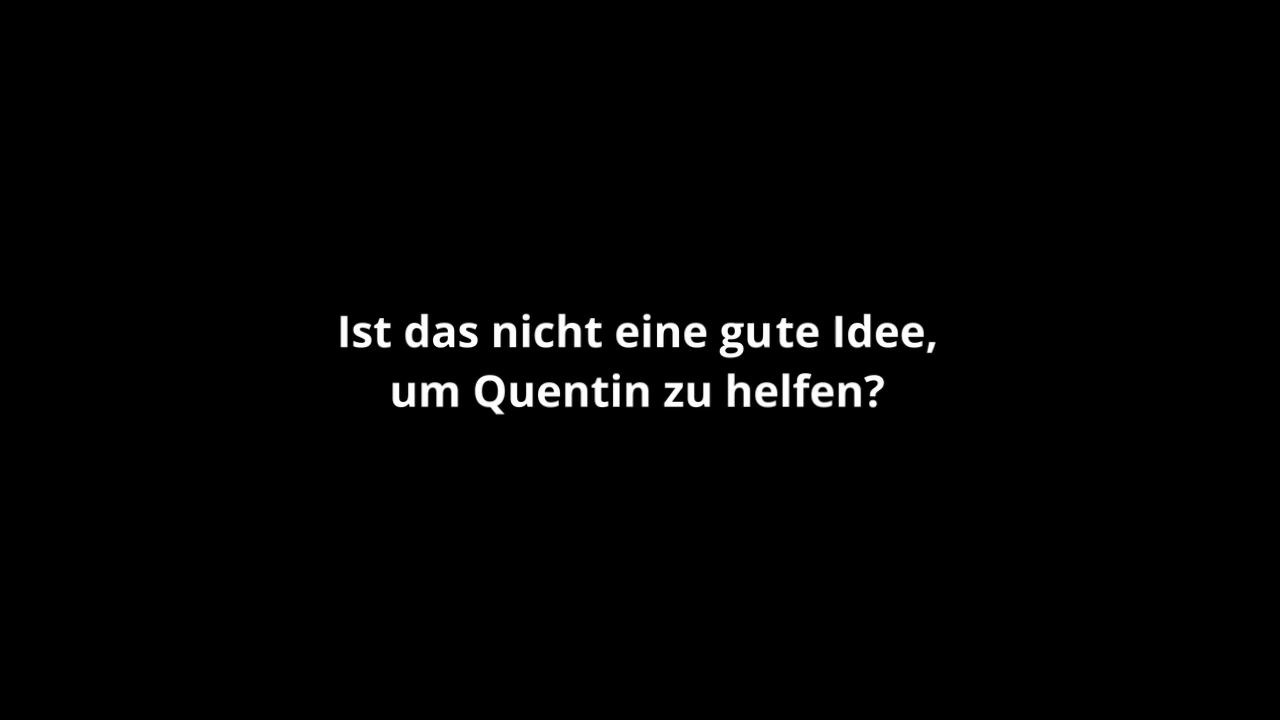 Ist das nicht eine gute Idee,
um Quentin zu helfen?